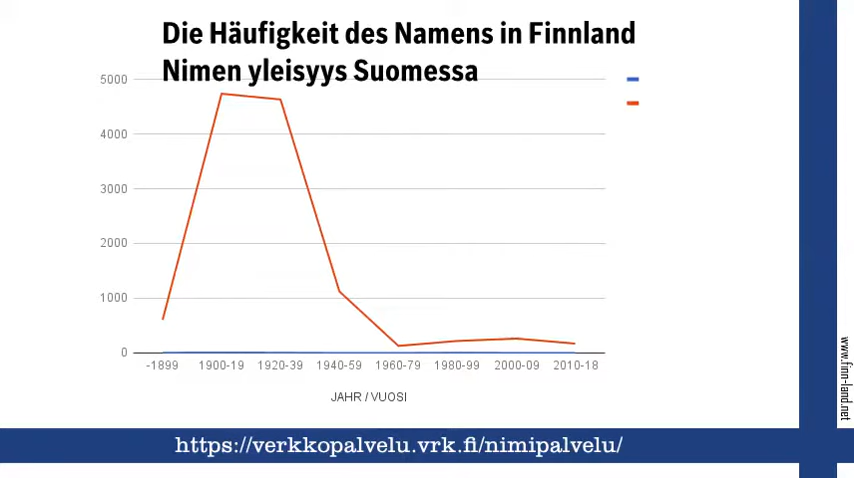 Die Häufigkeit des Namens in Finnland
Nimen yleisyys Suomessa
5000
4000
3000
2000
1000
0
-1899 1900-19 1920-39 1940-59 1960-79 1980-99 2000-09 2010-18
JAHR / VUOSI
https://verkkopalvelu.vrk.fi/nimipalvelu/
www.finn-land.net